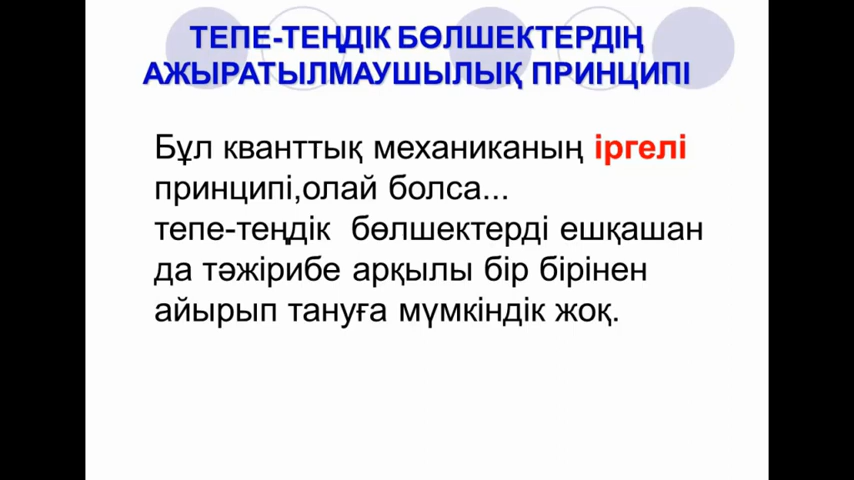 ТЕПЕ-ТЕҢДІК БӨЛШЕКТЕРДІҢ
АЖЫРАТЫЛМАУШЫЛЫҚ ПРИНЦИПІ
Бұл кванттық механиканың іргелі
принципі,олай болса...
тепе-теңдік бөлшектерді ешқашан
да тәжірибе арқылы бір бірінен
айырып тануға мүмкіндік жоқ.